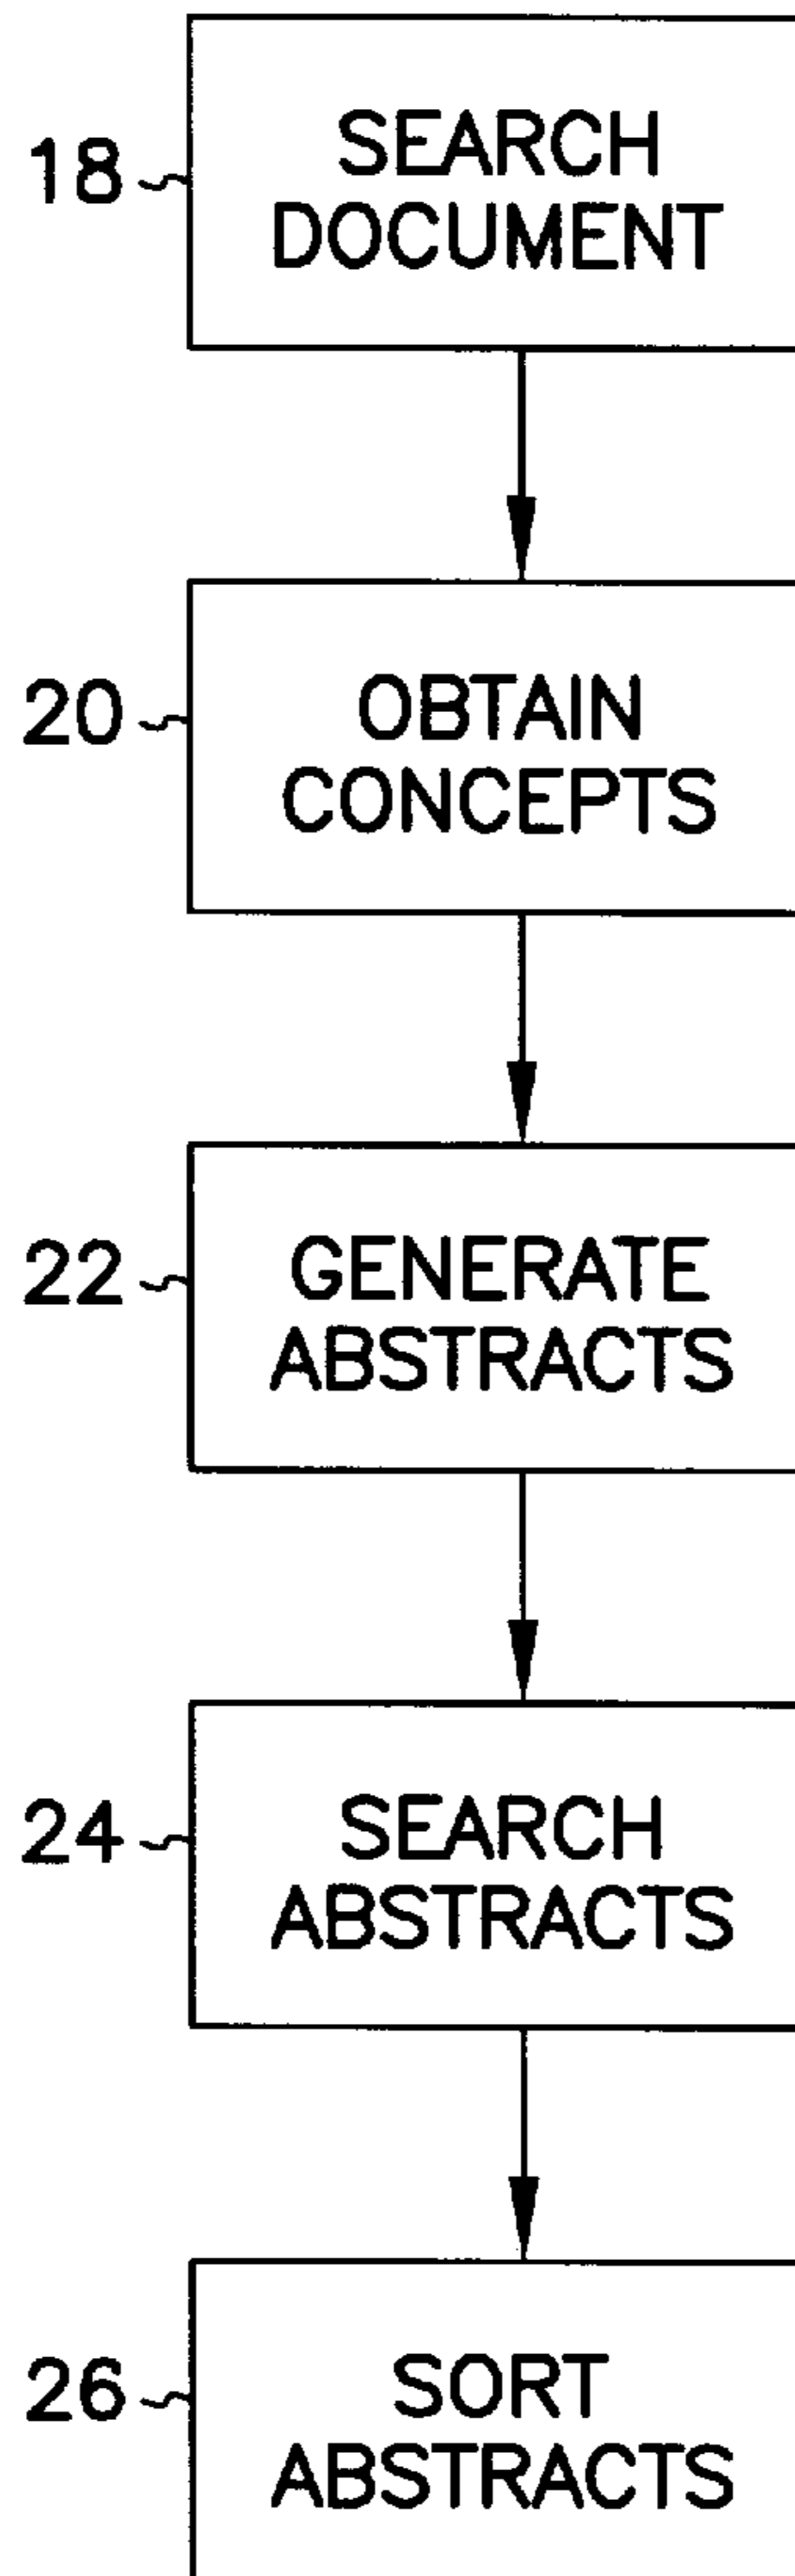 18
SEARCH
DOCUMENT
20
OBTAIN
CONCEPTS
22
GENERATE
ABSTRACTS
24
SEARCH
ABSTRACTS
26
SORT
ABSTRACTS